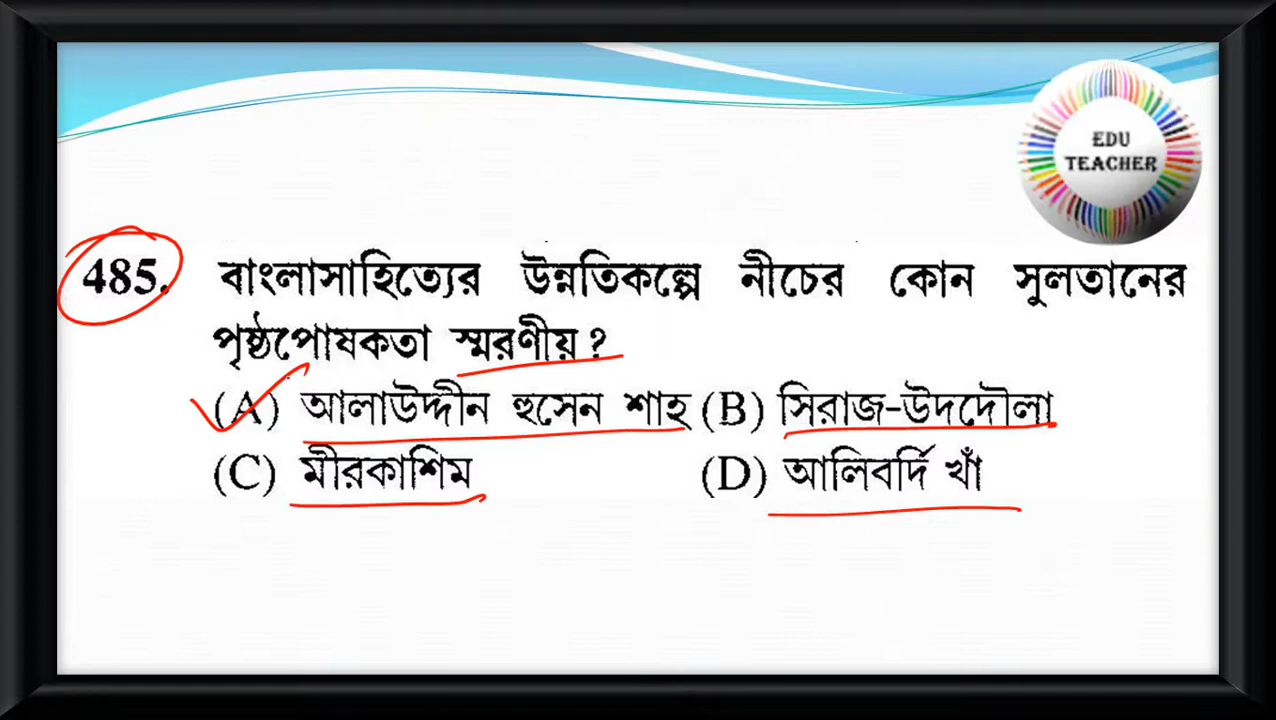 EDU
TEACHER
485. বাংলাসাহিত্যের উন্নতিকল্পে নীচের কোন সুলতানের
পৃষ্ঠপোষকতা স্মরণীয় ?
(A) আলাউদ্দীন হুসেন শাহ (B) সিরাজ-উদদৌলা
(C) মীরকাশিম (D) আলিবর্দি খাঁ